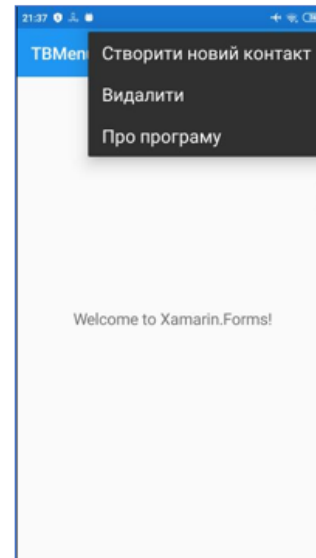 21:37
TBMen
Створити новий контакт
Видалити
Про програму
Welcome to Xamarin.Forms!